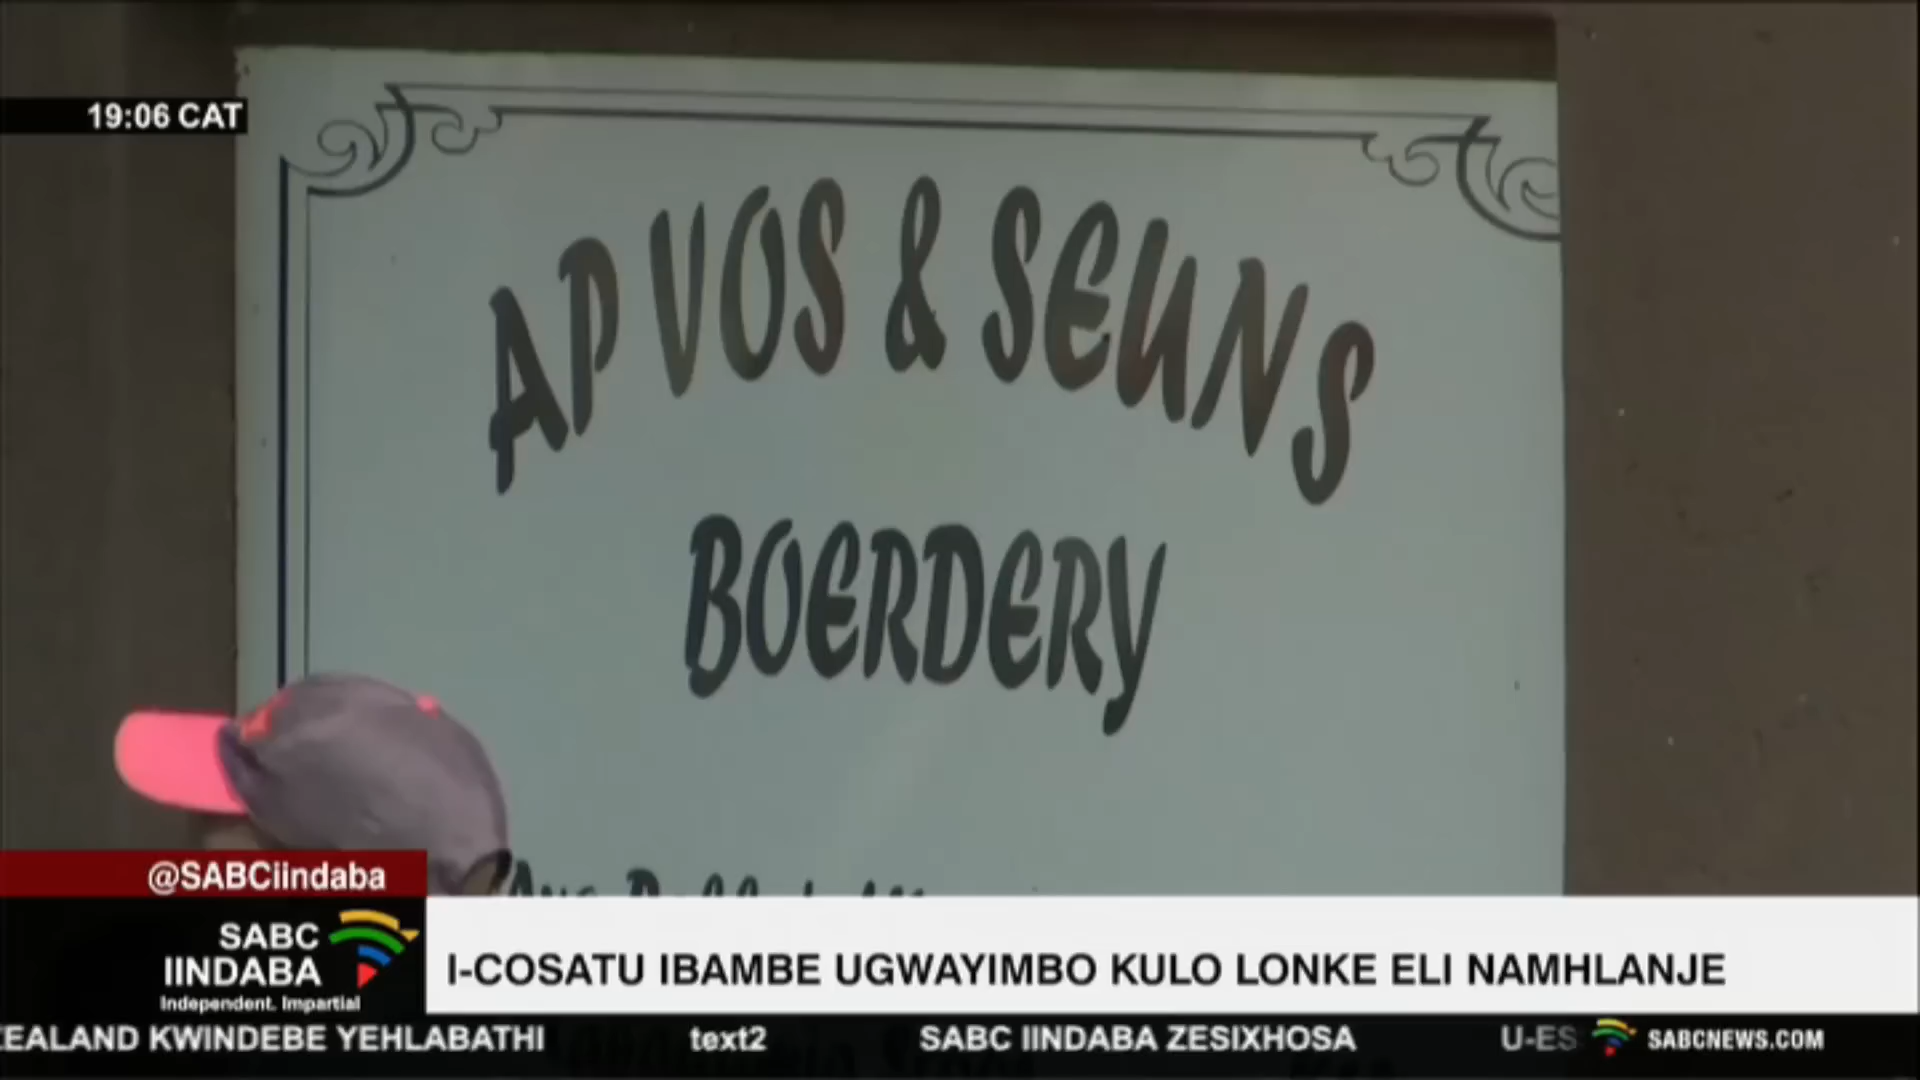 19:06 CAT
AP VOS & SEUNS
BOERDERY
@SABCiindaba
SABC
IINDABA
Independent. Impartial
I-COSATU IBAMBE UGWAYIMBO KULO LONKE ELI NAMHLANJE
ZEALAND KWINDEBE YEHLABATHI text2 SABC IINDABA ZESIXHOSA U-ES SABCNEWS.COM